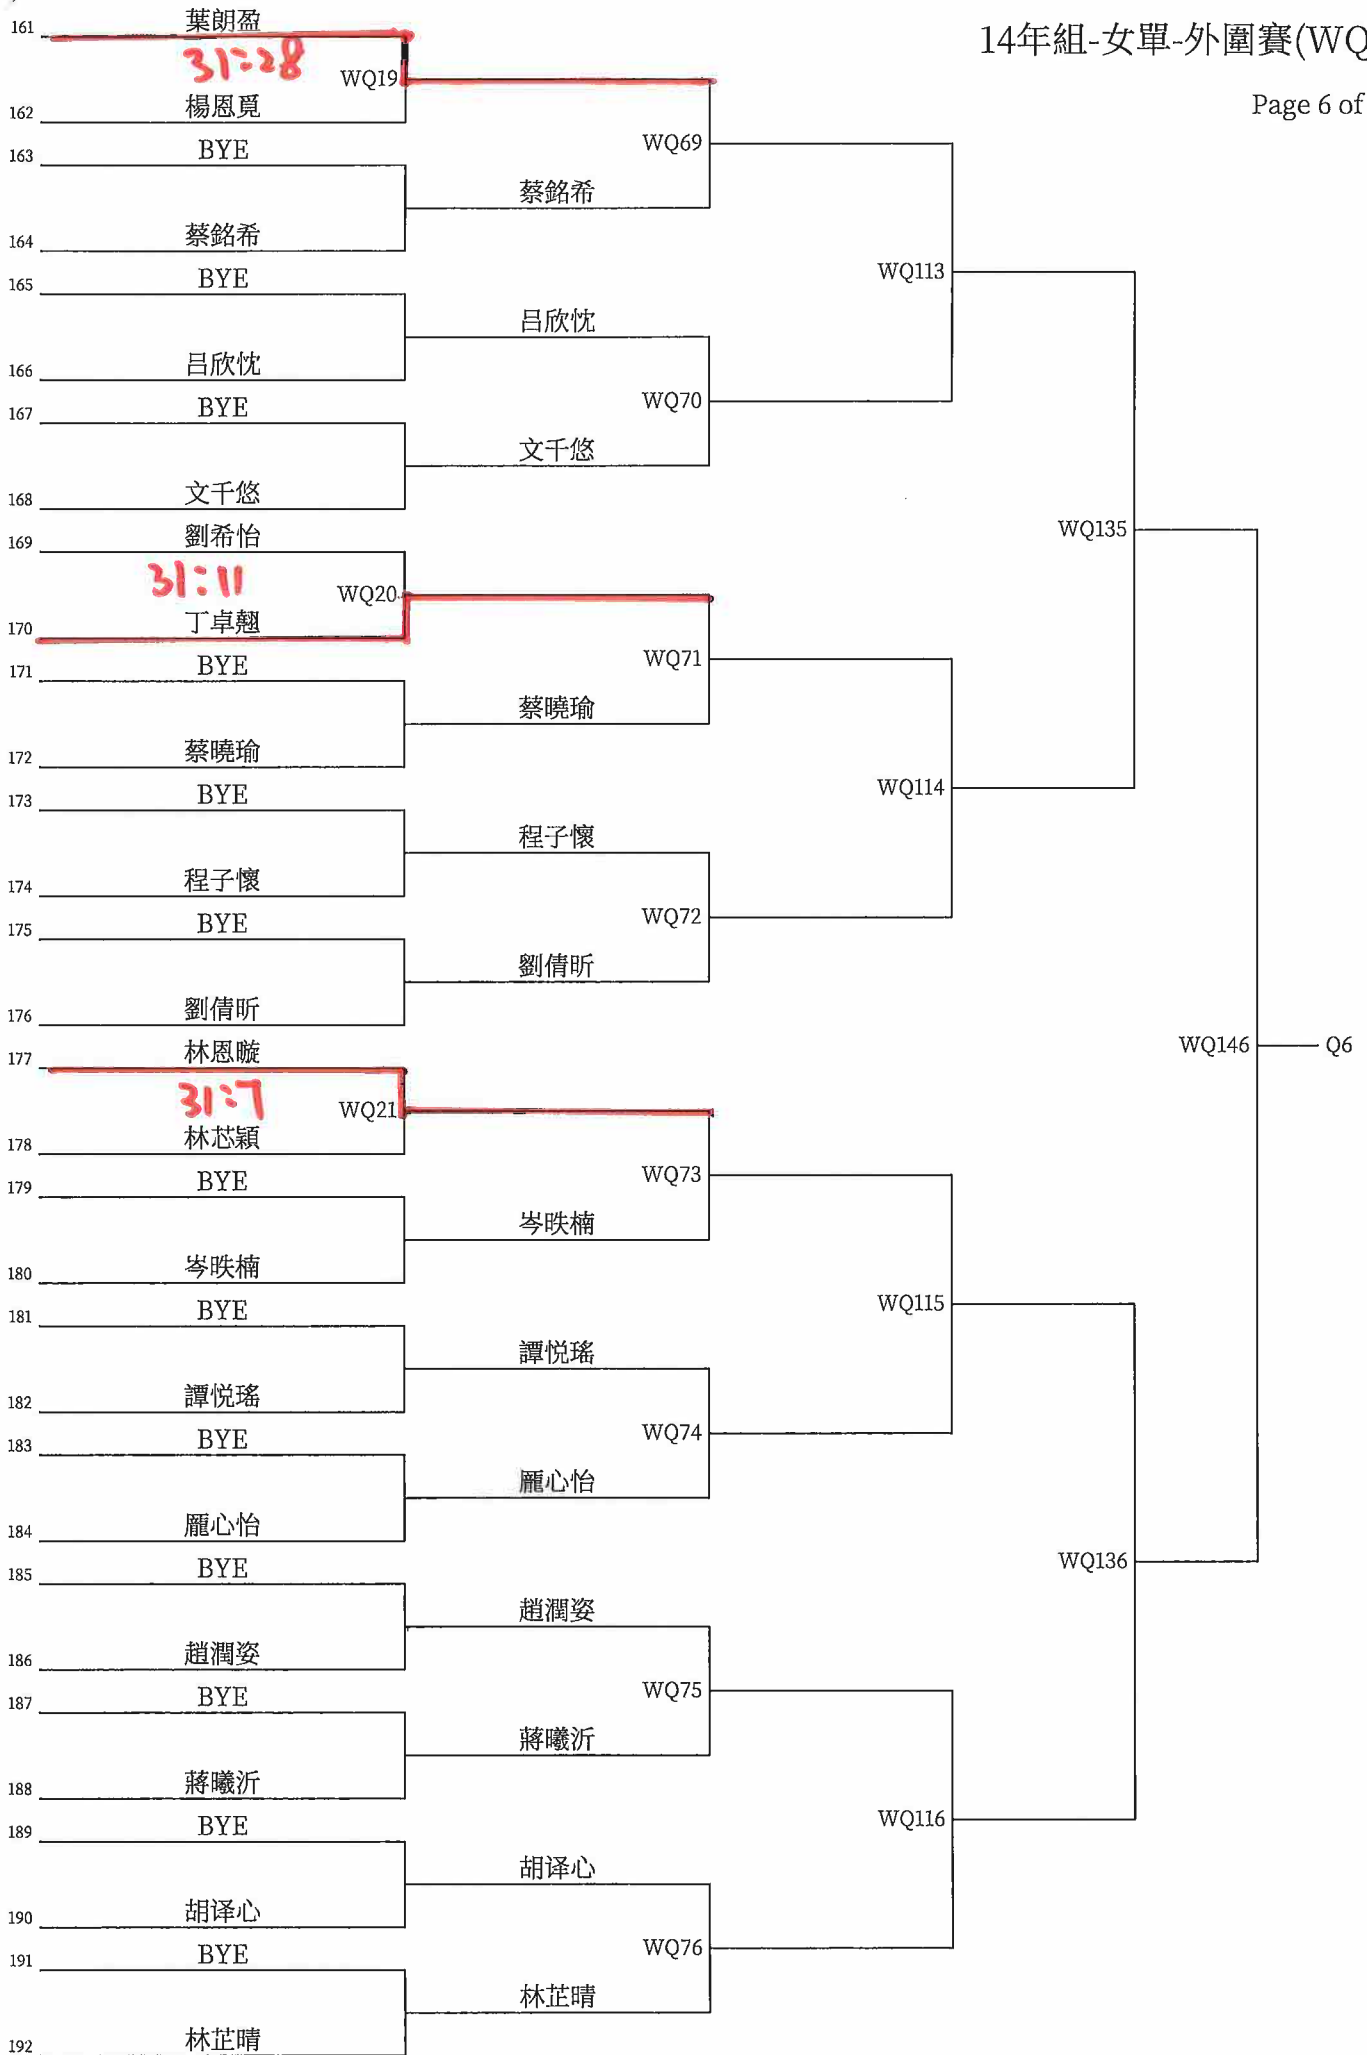 14年組-女單-外圍賽(WQ
Page 6 of
161 葉朗盈
31:28
WQ19
162 楊恩覓
163 BYE
WQ69
蔡銘希
164 蔡銘希
165 BYE
WQ113
呂欣忱
166 呂欣忱
167 BYE
WQ70
文千悠
168 文千悠
169 劉希怡
WQ135
31:11
WQ20
170 丁卓翹
171 BYE
WQ71
蔡曉瑜
172 蔡曉瑜
173 BYE
WQ114
程子懷
174 程子懷
175 BYE
WQ72
劉倩昕
176 劉倩昕
177 林恩暶
WQ146 Q6
31:7
WQ21
178 林芯穎
179 BYE
WQ73
岑昳楠
180 岑昳楠
181 BYE
WQ115
譚悦瑤
182 譚悦瑤
183 BYE
WQ74
龎心怡
184 龎心怡
185 BYE
WQ136
趙潤姿
186 趙潤姿
187 BYE
WQ75
蔣曦沂
188 蔣曦沂
189 BYE
WQ116
胡译心
190 胡译心
191 BYE
WQ76
林芷晴
192 林芷晴